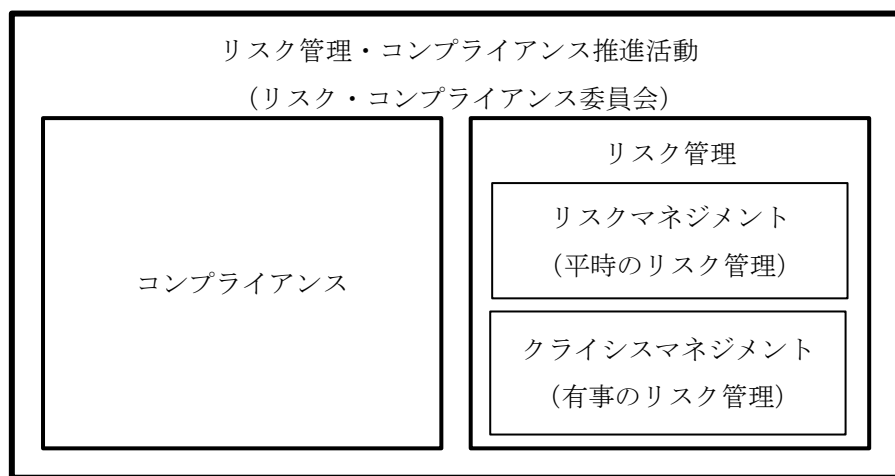 リスク管理・コンプライアンス推進活動
（リスク・コンプライアンス委員会）
コンプライアンス
リスク管理
リスクマネジメント
（平時のリスク管理）
クライシスマネジメント
（有事のリスク管理）